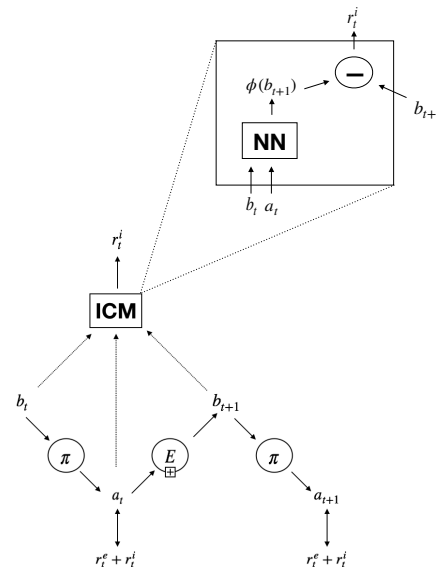 r_t^i
−
ϕ(b_{t+1})
b_{t+
NN
b_t a_t
r_t^i
ICM
b_t b_{t+1}
π E π
a_t a_{t+1}
r_t^e + r_t^i r_t^e + r_t^i